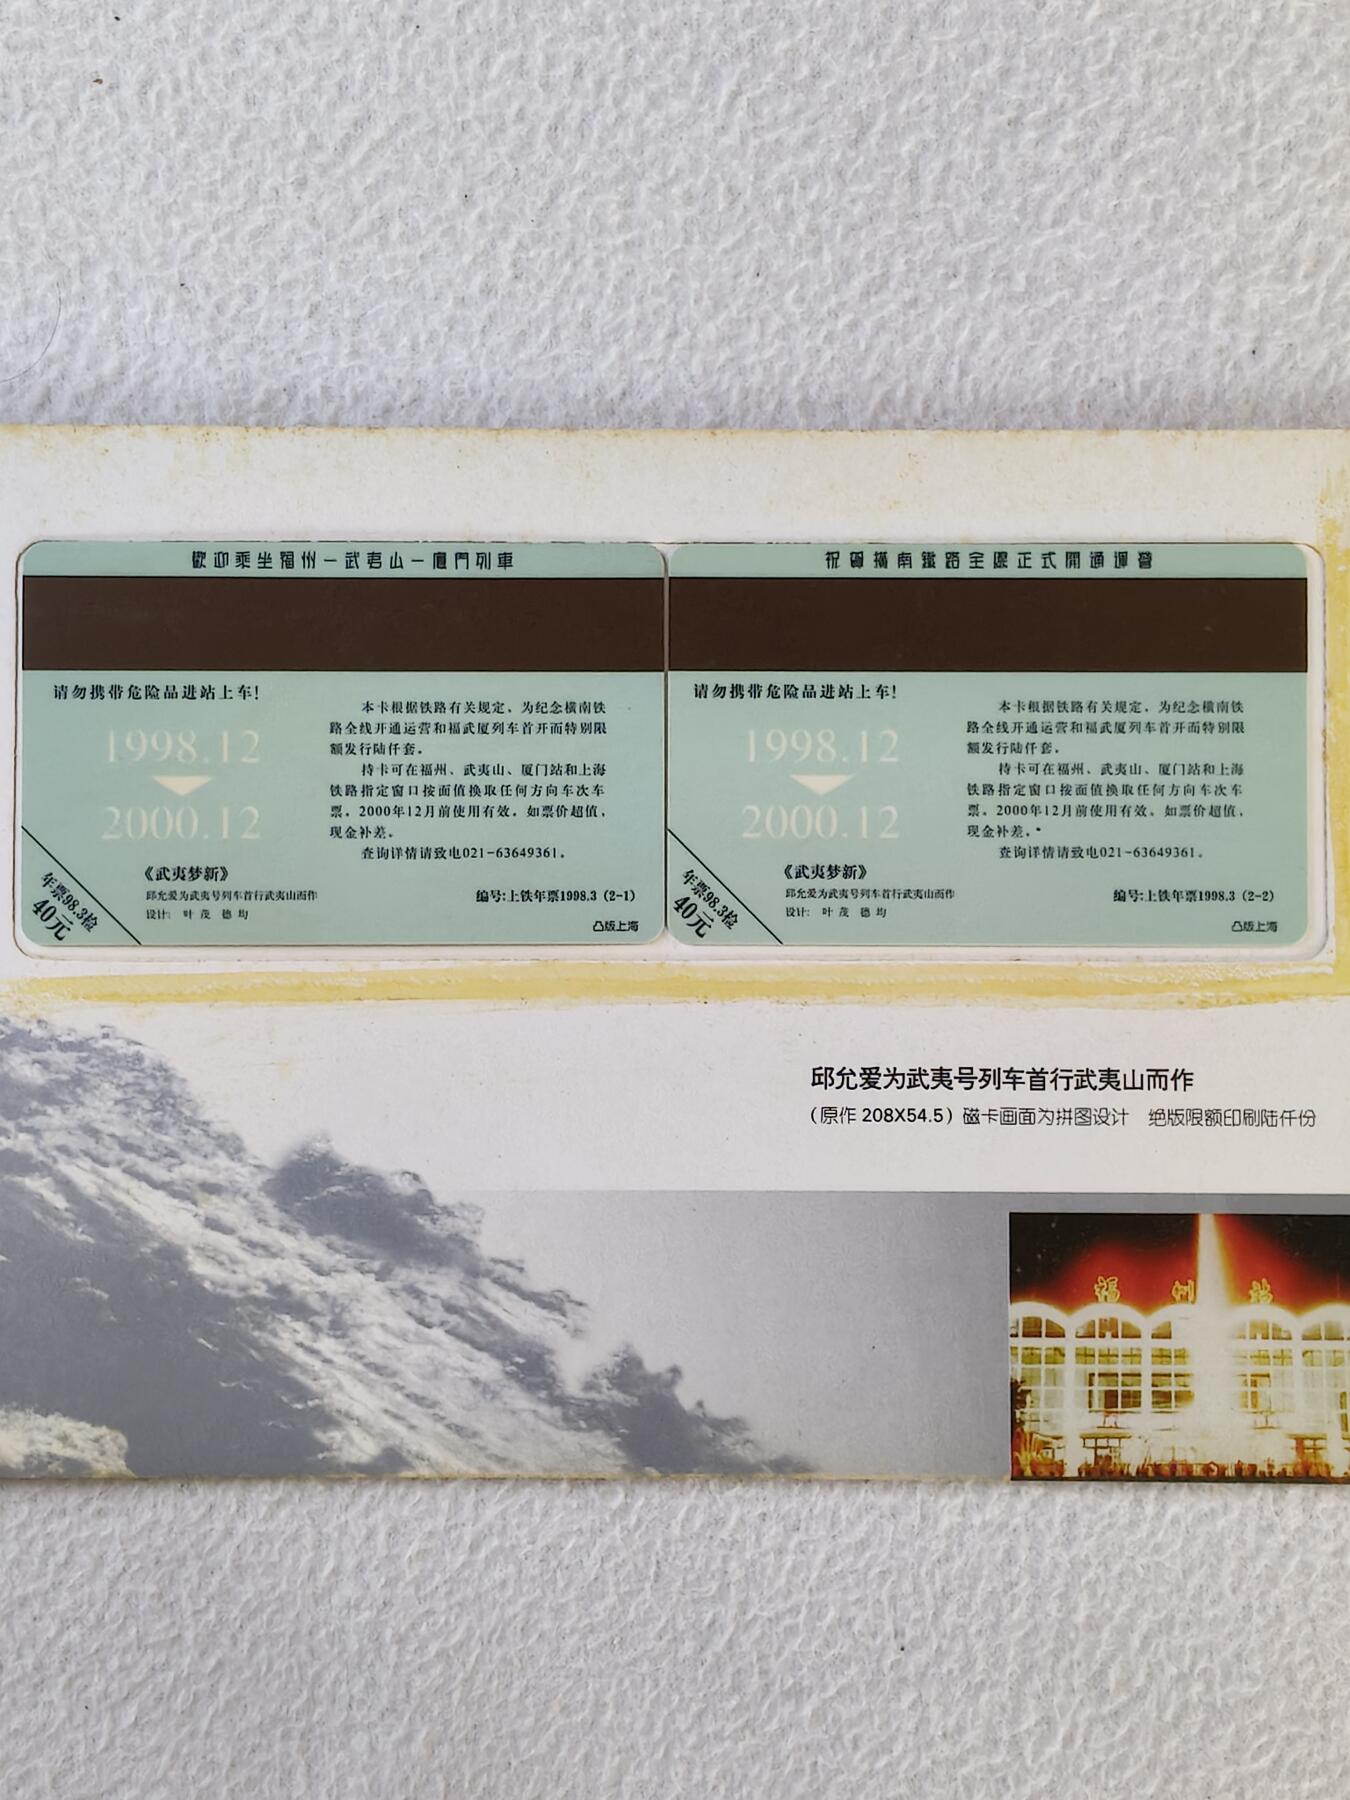 歡迎乘坐福州－武夷山－廈門列車
请勿携带危险品进站上车！
1998.12
2000.12
本卡根据铁路有关规定，为纪念横南铁
路全线开通运营和福武厦列车首开而特别限
额发行陆仟套。
持卡可在福州、武夷山、厦门站和上海
铁路指定窗口按面值换取任何方向车次车
票。2000年12月前使用有效。如票价超值，
现金补差。
查询详情请致电021-63649361。
《武夷梦新》
邱允爱为武夷号列车首行武夷山而作
设计：叶茂 德均
编号:上铁年票1998.3（2-1）
年票98.3检
40元
凸版上海
祝賀橫南鐵路全線正式開通運營
请勿携带危险品进站上车！
1998.12
2000.12
本卡根据铁路有关规定，为纪念横南铁
路全线开通运营和福武厦列车首开而特别限
额发行陆仟套。
持卡可在福州、武夷山、厦门站和上海
铁路指定窗口按面值换取任何方向车次车
票。2000年12月前使用有效。如票价超值，
现金补差。
查询详情请致电021-63649361。
《武夷梦新》
邱允爱为武夷号列车首行武夷山而作
设计：叶茂 德均
编号:上铁年票1998.3（2-2）
年票98.3检
40元
凸版上海
邱允爱为武夷号列车首行武夷山而作
（原作 208X54.5）磁卡画面为拼图设计 绝版限额印刷陆仟份
福州站